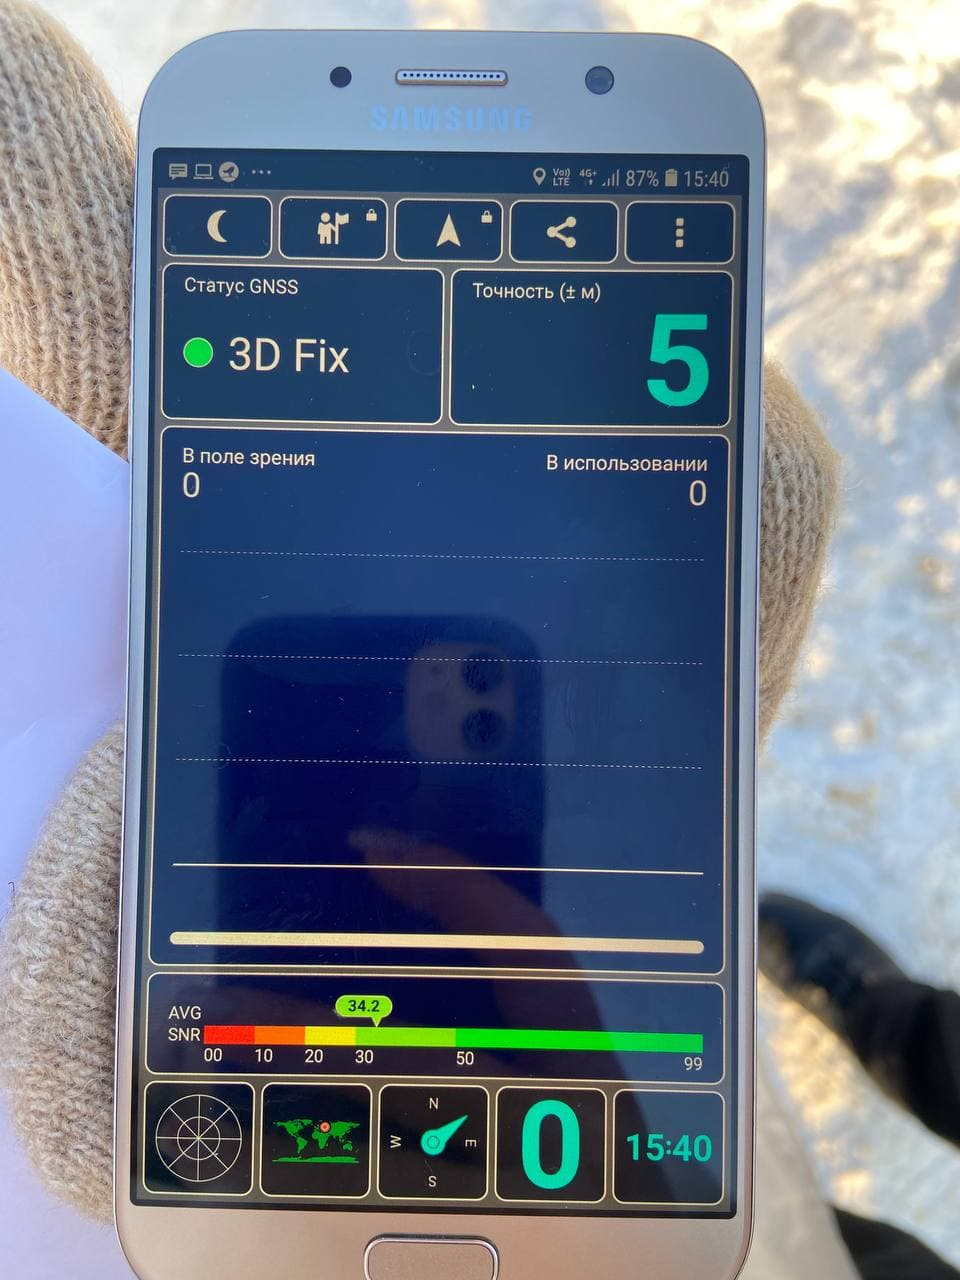 SAMSUNG
Vo)) LTE 4G+ 87% 15:40
Статус GNSS
3D Fix
Точность (± м)
5
В поле зрения
0
В использовании
0
34.2
AVG
SNR
00 10 20 30 50 99
N
W E
S
0
15:40